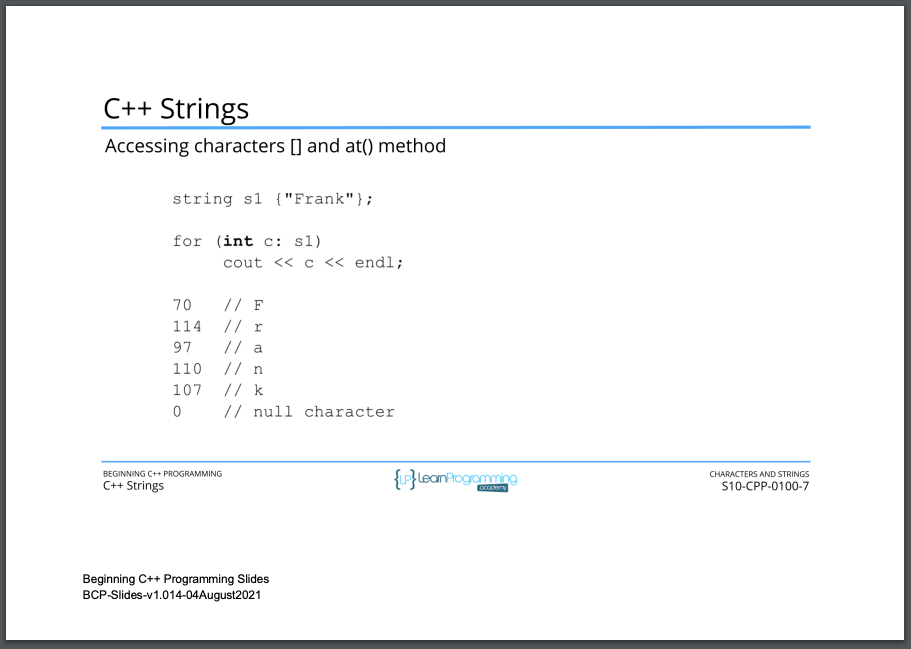 C++ Strings
Accessing characters [] and at() method
string s1 {"Frank"};
for (int c: s1)
cout << c << endl;
70 // F
114 // r
97 // a
110 // n
107 // k
0 // null character
BEGINNING C++ PROGRAMMING
C++ Strings
{LP}LearnProgramming
academy
CHARACTERS AND STRINGS
S10-CPP-0100-7
Beginning C++ Programming Slides
BCP-Slides-v1.014-04August2021